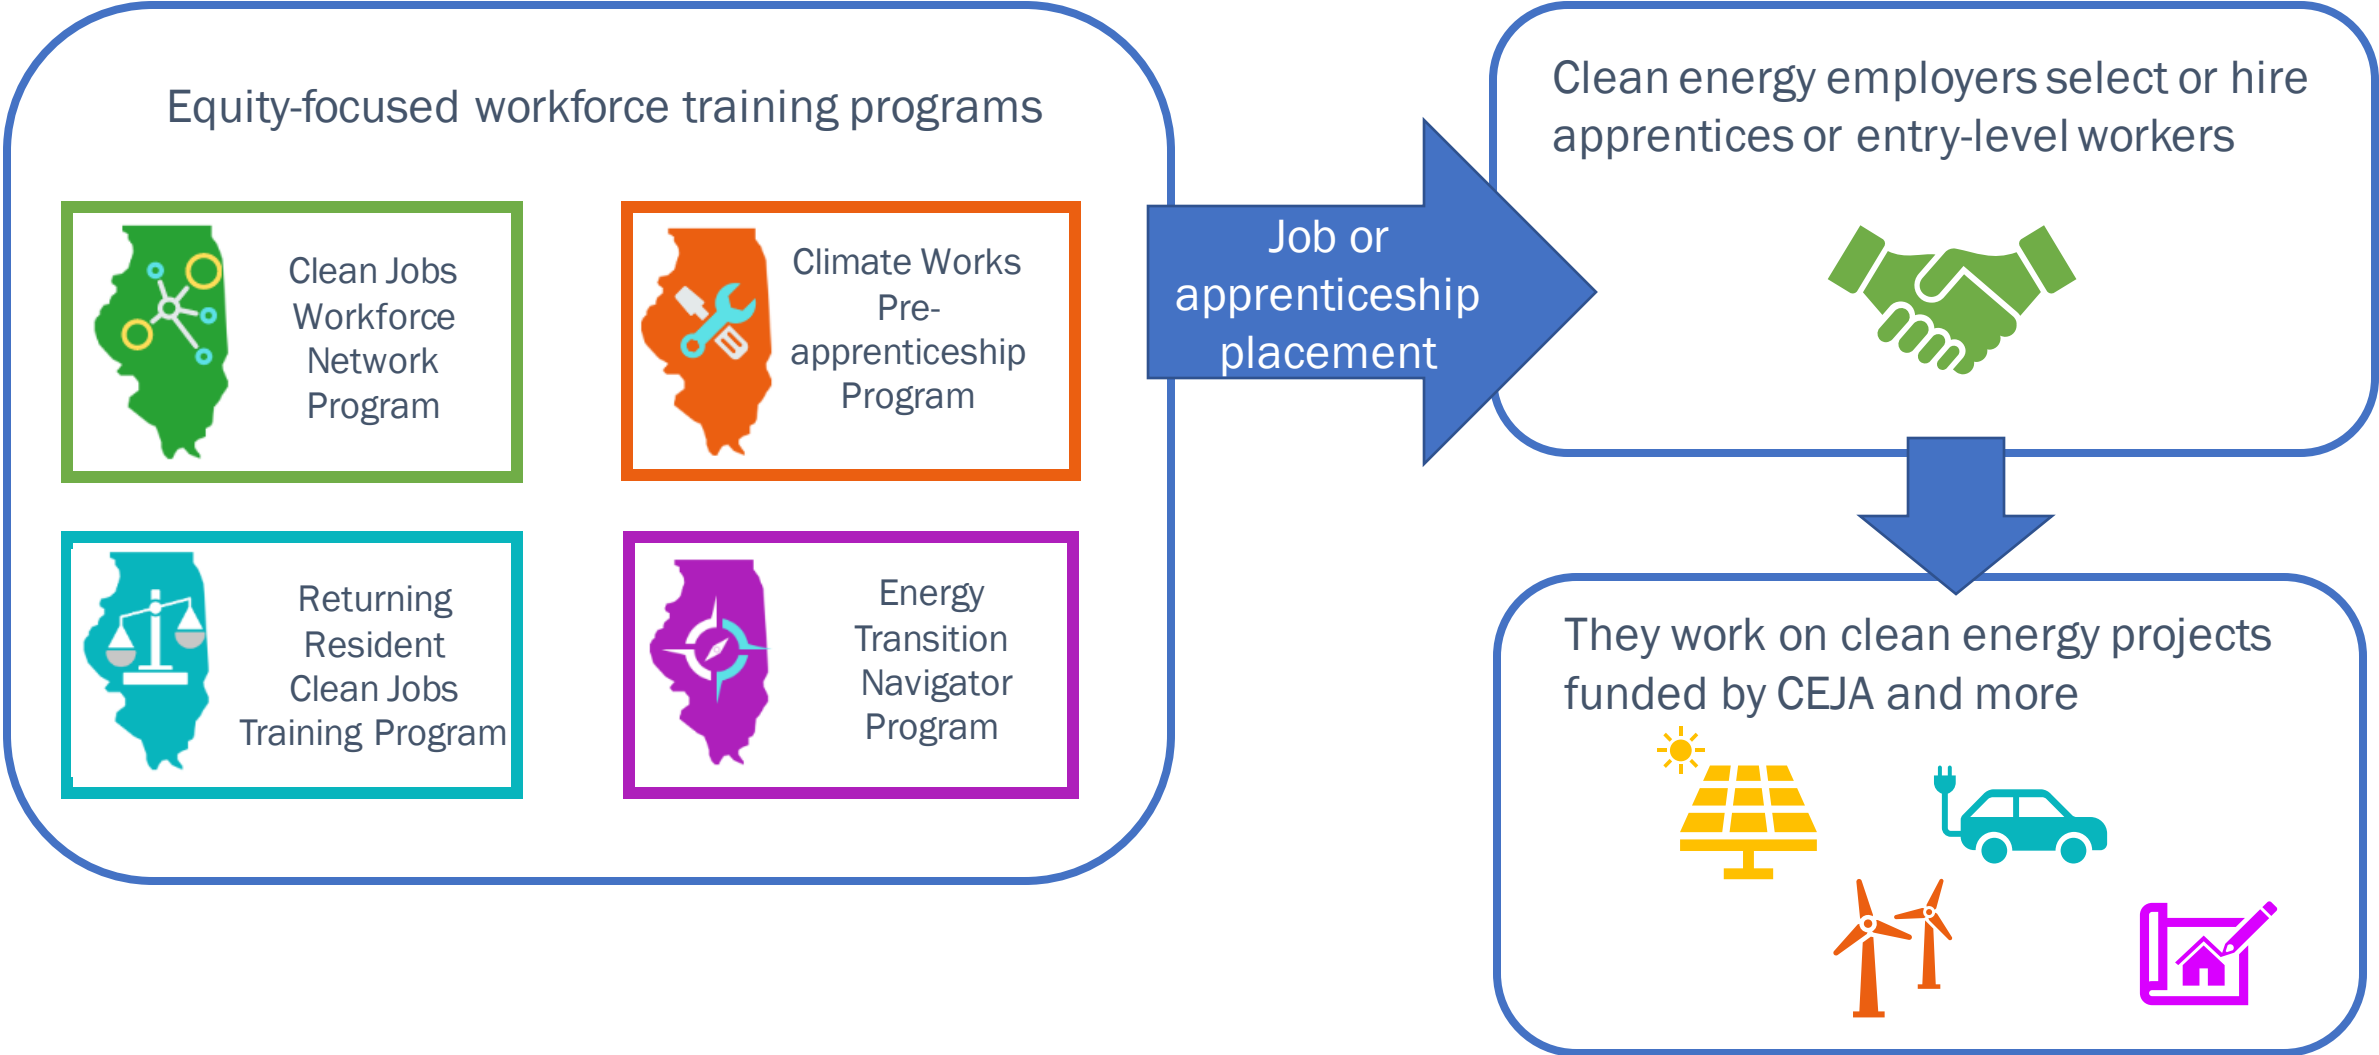 Equity-focused workforce training programs
Clean Jobs
Workforce
Network
Program
Climate Works
Pre-
apprenticeship
Program
Returning
Resident
Clean Jobs
Training Program
Energy
Transition
Navigator
Program
Job or
apprenticeship
placement
Clean energy employers select or hire
apprentices or entry-level workers
They work on clean energy projects
funded by CEJA and more